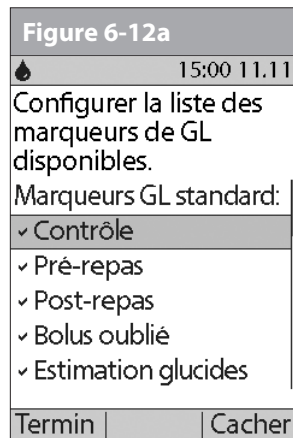 Figure 6-12a
15:00 11.11
Configurer la liste des
marqueurs de GL
disponibles.
Marqueurs GL standard:
Contrôle
Pré-repas
Post-repas
Bolus oublié
Estimation glucides
Termin Cacher